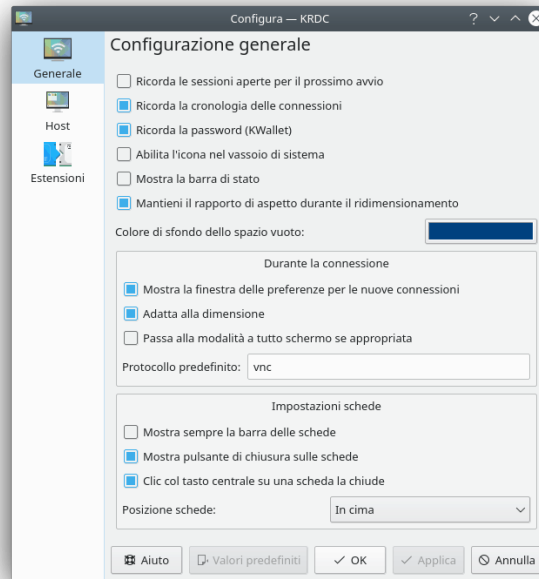 Configura — KRDC
Generale
Host
Estensioni
Configurazione generale
Ricorda le sessioni aperte per il prossimo avvio
Ricorda la cronologia delle connessioni
Ricorda la password (KWallet)
Abilita l'icona nel vassoio di sistema
Mostra la barra di stato
Mantieni il rapporto di aspetto durante il ridimensionamento
Colore di sfondo dello spazio vuoto:
Durante la connessione
Mostra la finestra delle preferenze per le nuove connessioni
Adatta alla dimensione
Passa alla modalità a tutto schermo se appropriata
Protocollo predefinito: vnc
Impostazioni schede
Mostra sempre la barra delle schede
Mostra pulsante di chiusura sulle schede
Clic col tasto centrale su una scheda la chiude
Posizione schede: In cima
Aiuto Valori predefiniti OK Applica Annulla